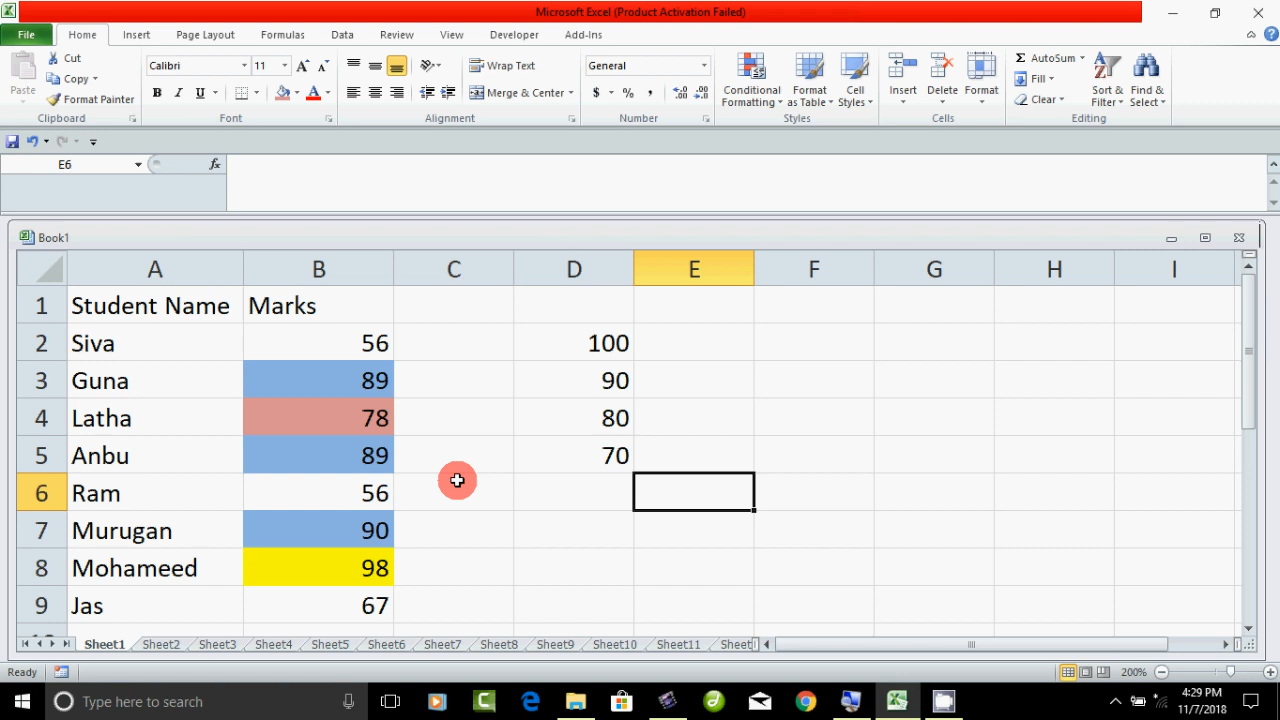 Microsoft Excel (Product Activation Failed)
File Home Insert Page Layout Formulas Data Review View Developer Add-Ins
Paste Cut Copy Format Painter Clipboard
Calibri 11 B I U A Font
Wrap Text Merge & Center Alignment
General $ % , Number
Conditional Formatting Format as Table Cell Styles Styles
Insert Delete Format Cells
AutoSum Fill Clear Sort & Filter Find & Select Editing
E6 fx
Book1
A B C D E F G H I
1 Student Name Marks
2 Siva 56 100
3 Guna 89 90
4 Latha 78 80
5 Anbu 89 70
6 Ram 56
7 Murugan 90
8 Mohameed 98
9 Jas 67
Sheet1 Sheet2 Sheet3 Sheet4 Sheet5 Sheet6 Sheet7 Sheet8 Sheet9 Sheet10 Sheet11 Sheet
Ready 200%
Type here to search 4:29 PM
11/7/2018